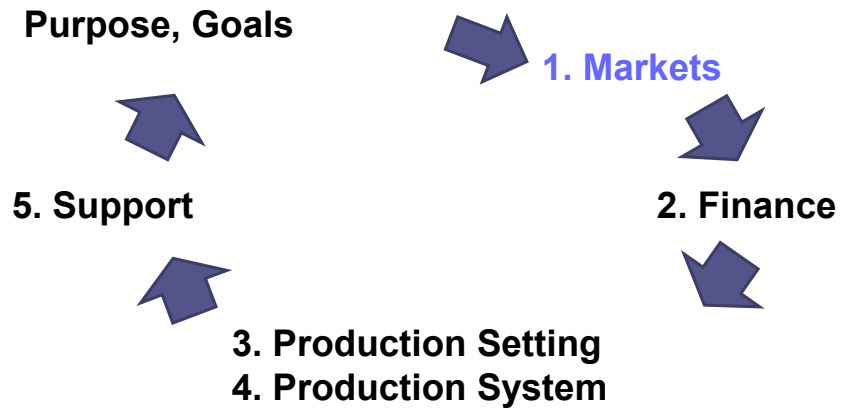 Purpose, Goals
1. Markets
2. Finance
3. Production Setting
4. Production System
5. Support